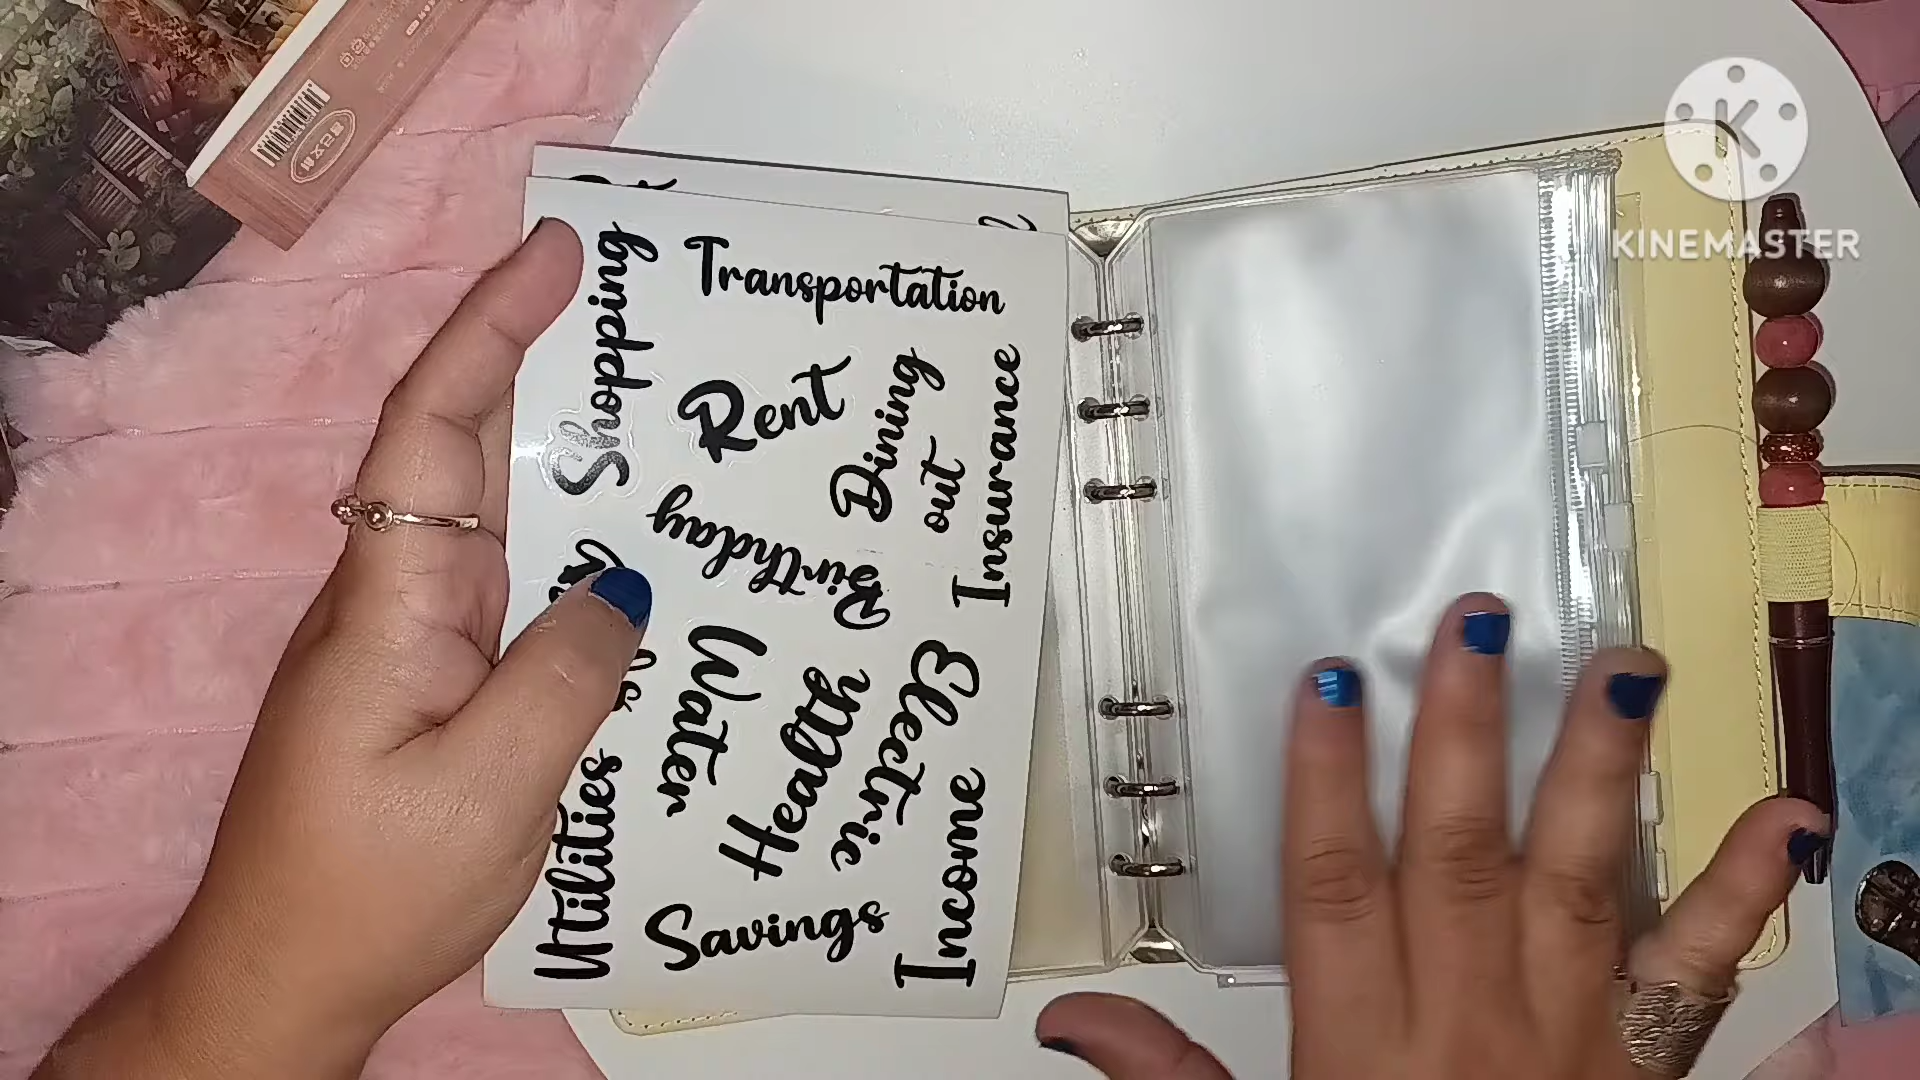 KINEMASTER
Transportation
Shopping
Rent
Dining
out
Insurance
Birthday
Water
Health
Electric
Utilities
Savings
Income